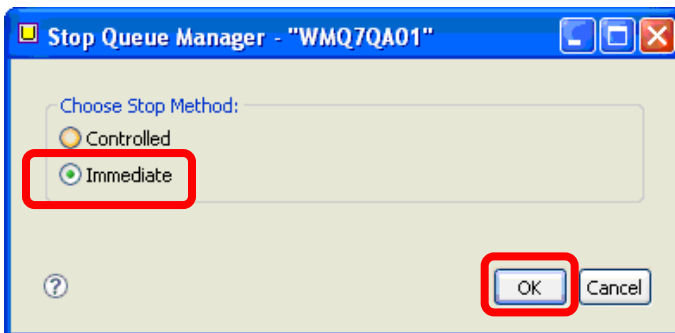 Stop Queue Manager - "WMQ7QA01"
Choose Stop Method:
Controlled
Immediate
?
OK Cancel